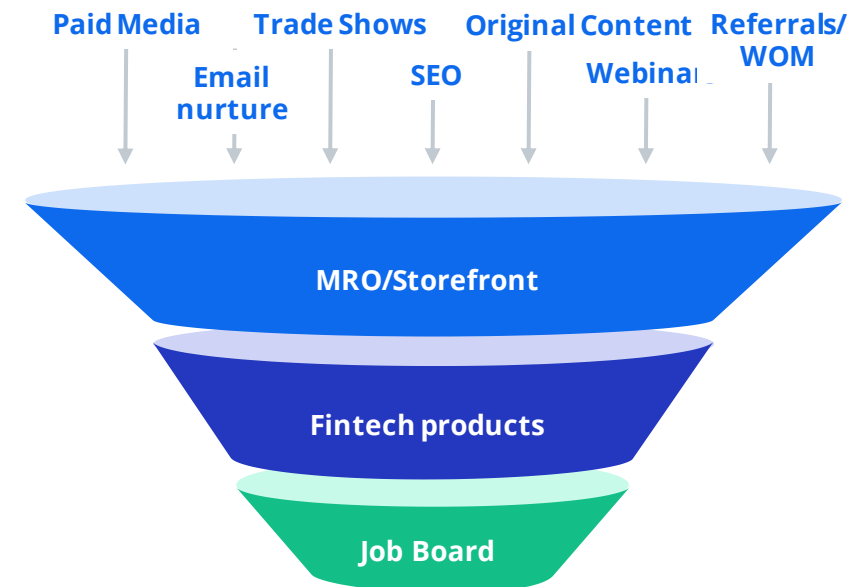 Paid Media
Trade Shows
Original Content
Referrals/
WOM
Email
nurture
SEO
MRO/Storefront
Fintech products
Job Board